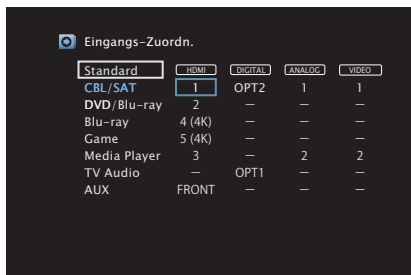 Eingangs-Zuordn.
Standard HDMI DIGITAL ANALOG VIDEO
CBL/SAT 1 OPT2 1 1
DVD/Blu-ray 2 — — —
Blu-ray 4 (4K) — — —
Game 5 (4K) — — —
Media Player 3 — 2 2
TV Audio — OPT1 — —
AUX FRONT — — —